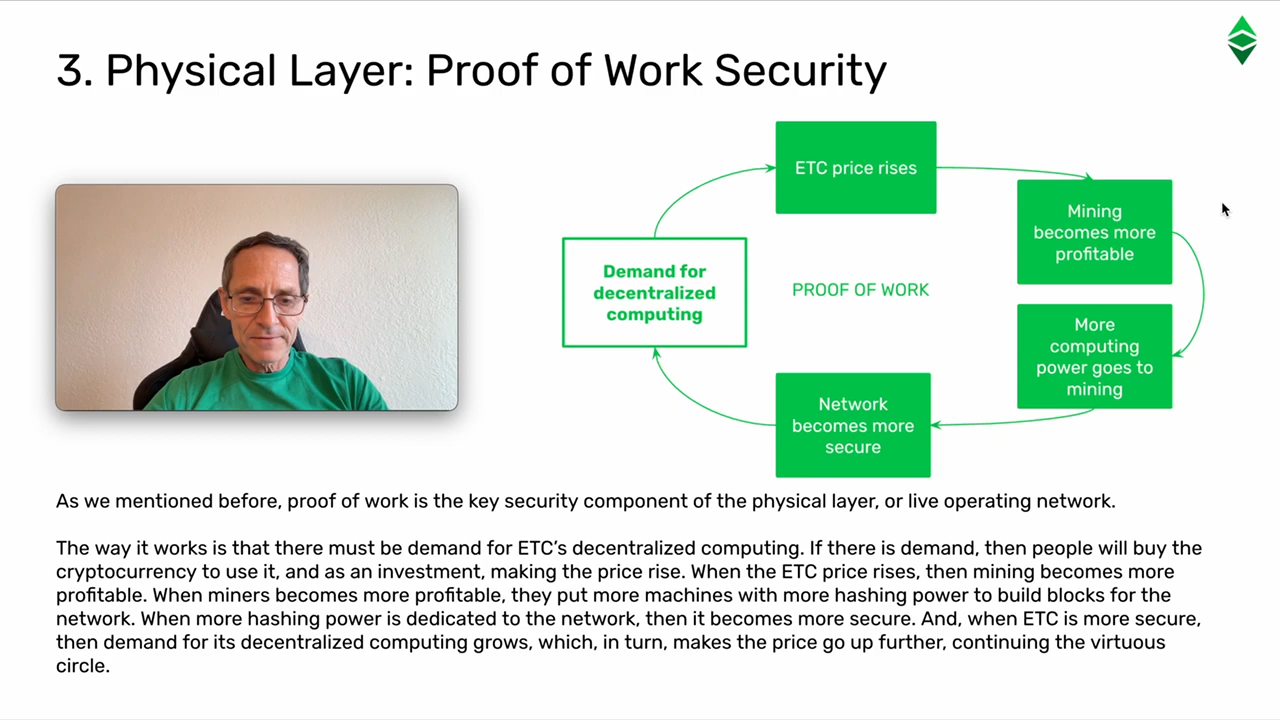 3. Physical Layer: Proof of Work Security
ETC price rises
Mining
becomes more
profitable
Demand for
decentralized
computing
PROOF OF WORK
More
computing
power goes to
mining
Network
becomes more
secure
As we mentioned before, proof of work is the key security component of the physical layer, or live operating network.
The way it works is that there must be demand for ETC’s decentralized computing. If there is demand, then people will buy the
cryptocurrency to use it, and as an investment, making the price rise. When the ETC price rises, then mining becomes more
profitable. When miners becomes more profitable, they put more machines with more hashing power to build blocks for the
network. When more hashing power is dedicated to the network, then it becomes more secure. And, when ETC is more secure,
then demand for its decentralized computing grows, which, in turn, makes the price go up further, continuing the virtuous
circle.